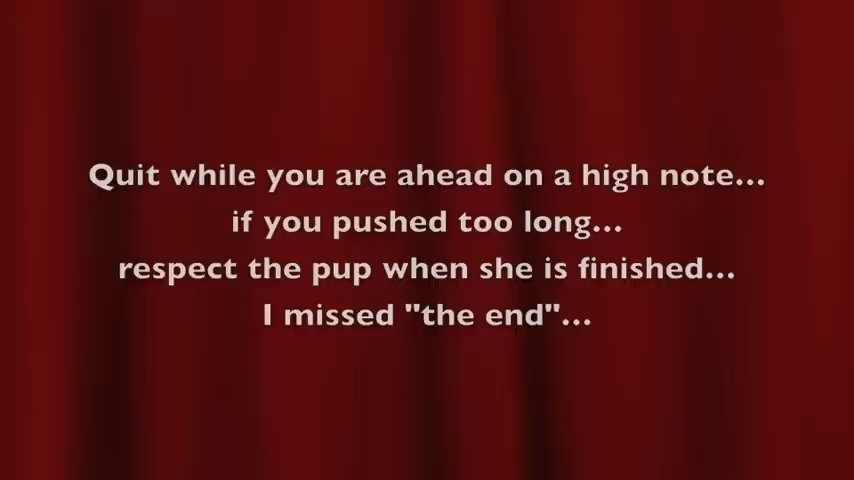 Quit while you are ahead on a high note...
if you pushed too long...
respect the pup when she is finished...
I missed "the end"...